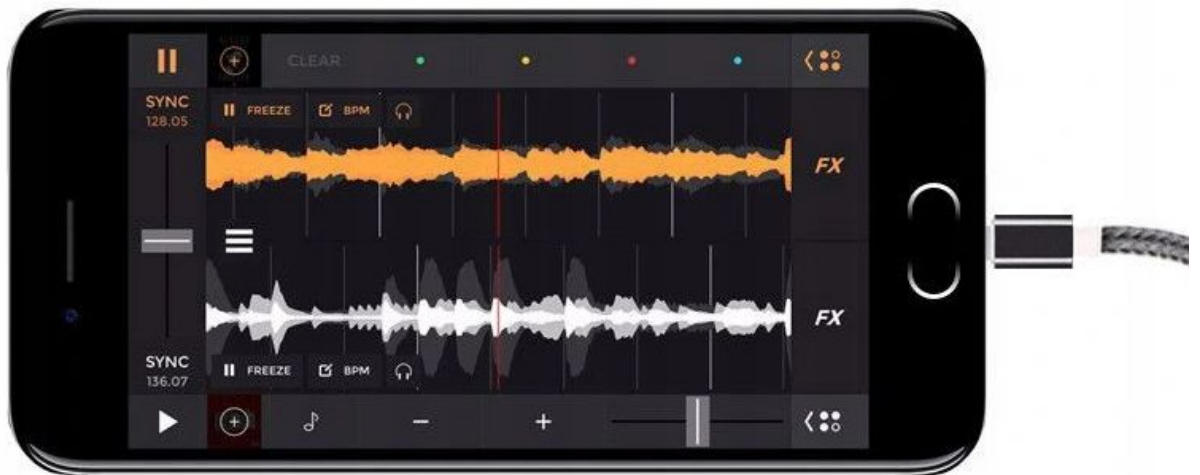 CLEAR
SYNC
128.05
FREEZE BPM
FX
FX
SYNC
136.07
FREEZE BPM